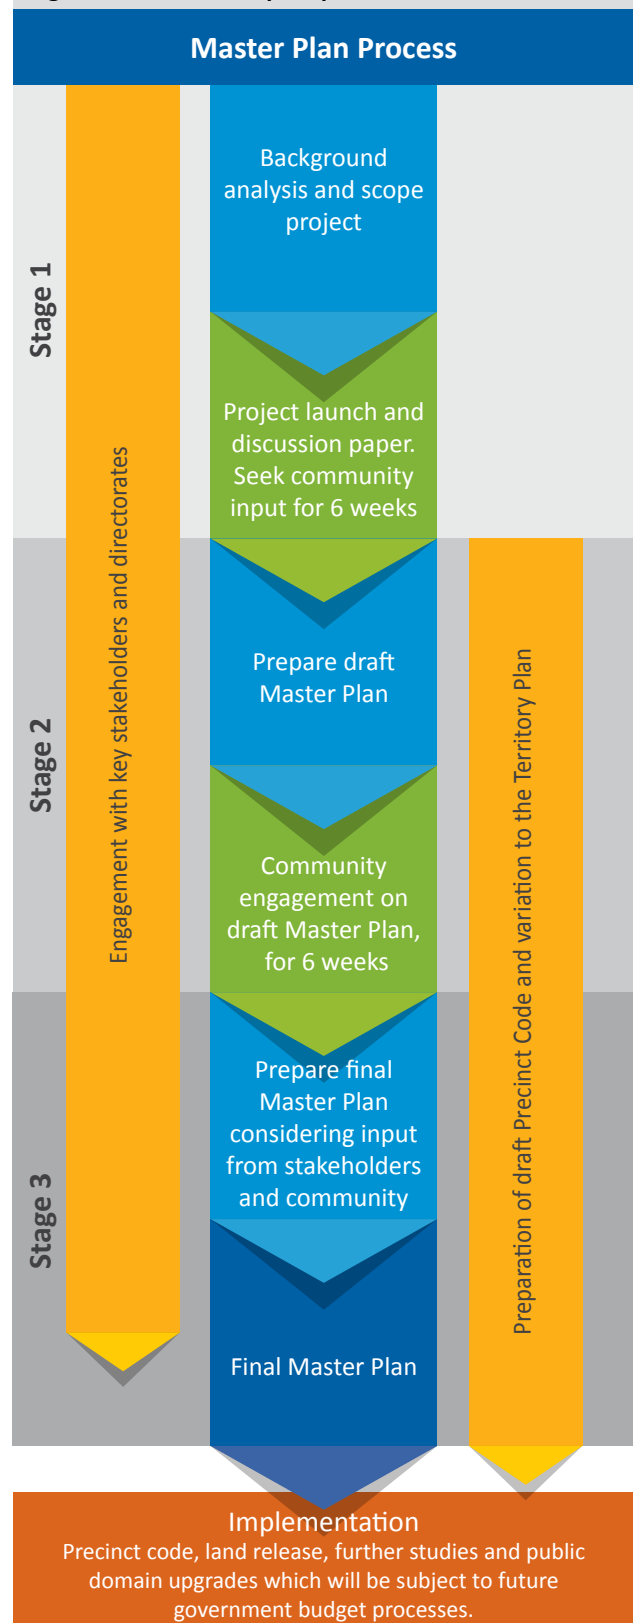 Master Plan Process
Stage 1
Background
analysis and scope
project
Project launch and
discussion paper.
Seek community
input for 6 weeks
Engagement with key stakeholders and directorates
Stage 2
Prepare draft
Master Plan
Community
engagement on
draft Master Plan,
for 6 weeks
Preparation of draft Precinct Code and variation to the Territory Plan
Stage 3
Prepare final
Master Plan
considering input
from stakeholders
and community
Final Master Plan
Implementation
Precinct code, land release, further studies and public
domain upgrades which will be subject to future
government budget processes.